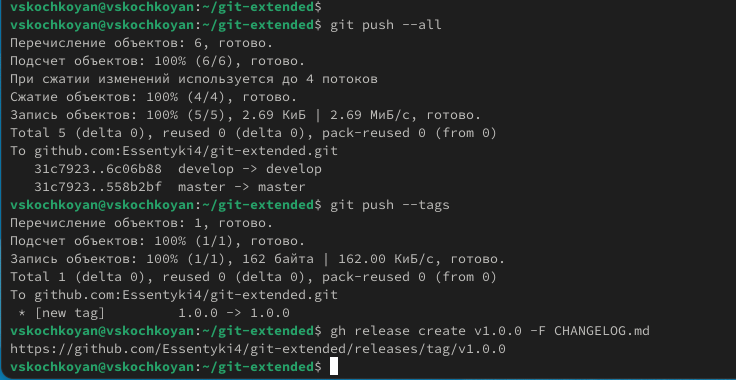 vskochkoyan@vskochkoyan:~/git-extended$
vskochkoyan@vskochkoyan:~/git-extended$ git push --all
Перечисление объектов: 6, готово.
Подсчет объектов: 100% (6/6), готово.
При сжатии изменений используется до 4 потоков
Сжатие объектов: 100% (4/4), готово.
Запись объектов: 100% (5/5), 2.69 КиБ | 2.69 МиБ/с, готово.
Total 5 (delta 0), reused 0 (delta 0), pack-reused 0 (from 0)
To github.com:Essentyki4/git-extended.git
   31c7923..6c06b88  develop -> develop
   31c7923..558b2bf  master -> master
vskochkoyan@vskochkoyan:~/git-extended$ git push --tags
Перечисление объектов: 1, готово.
Подсчет объектов: 100% (1/1), готово.
Запись объектов: 100% (1/1), 162 байта | 162.00 КиБ/с, готово.
Total 1 (delta 0), reused 0 (delta 0), pack-reused 0 (from 0)
To github.com:Essentyki4/git-extended.git
 * [new tag]         1.0.0 -> 1.0.0
vskochkoyan@vskochkoyan:~/git-extended$ gh release create v1.0.0 -F CHANGELOG.md
https://github.com/Essentyki4/git-extended/releases/tag/v1.0.0
vskochkoyan@vskochkoyan:~/git-extended$